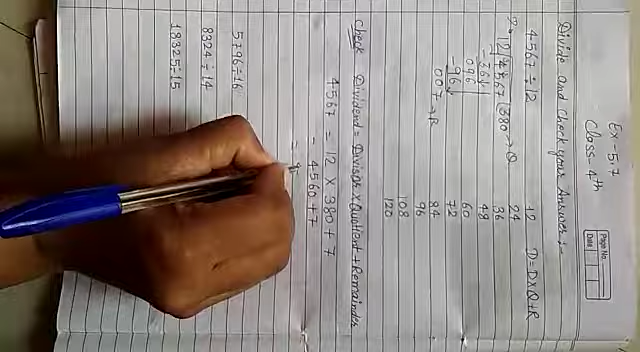 Ex-5.7
Class-4th
Page No.
Date
Divide and Check your Answer:-
4567÷12
D=D×Q+R
12)4567(380→Q
-36↓
096
-96↓
007→R
12
24
36
48
60
72
84
96
108
120
Check Dividend = Divisor × Quotient + Remainder
4567 = 12 × 380 + 7
= 4560+7
=
5796÷16
8324÷14
18325÷15